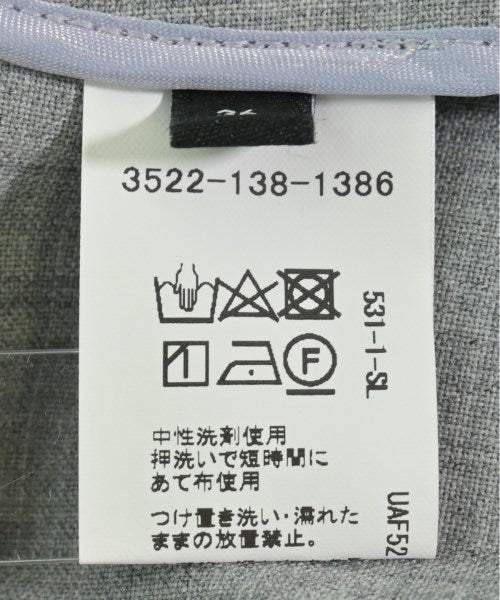 3522-138-1386
531-1-SL
F
中性洗剤使用
押洗いで短時間に
あて布使用
つけ置き洗い・濡れた
ままの放置禁止。
UAF52